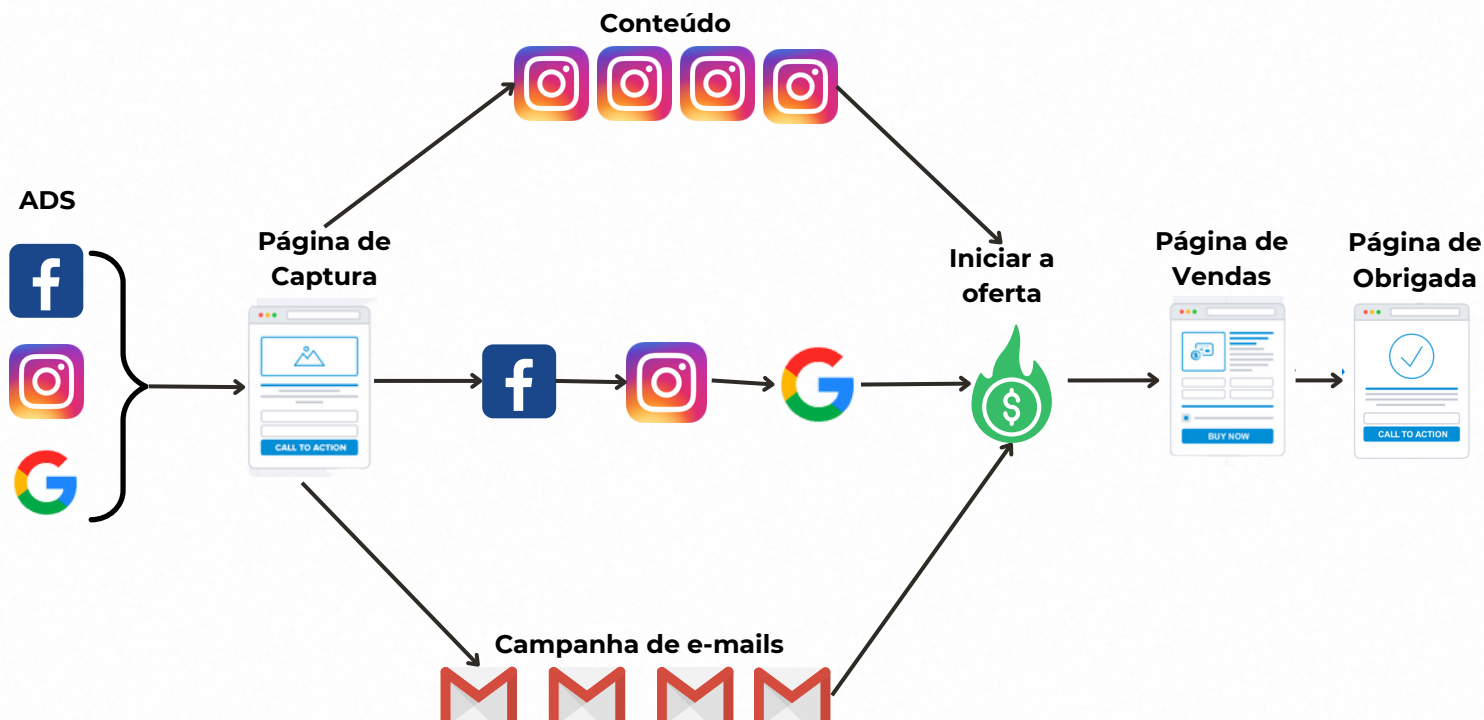 Conteúdo
ADS
Página de
Captura
CALL TO ACTION
Iniciar a
oferta
$
Página de
Vendas
BUY NOW
Página de
Obrigada
CALL TO ACTION
Campanha de e-mails